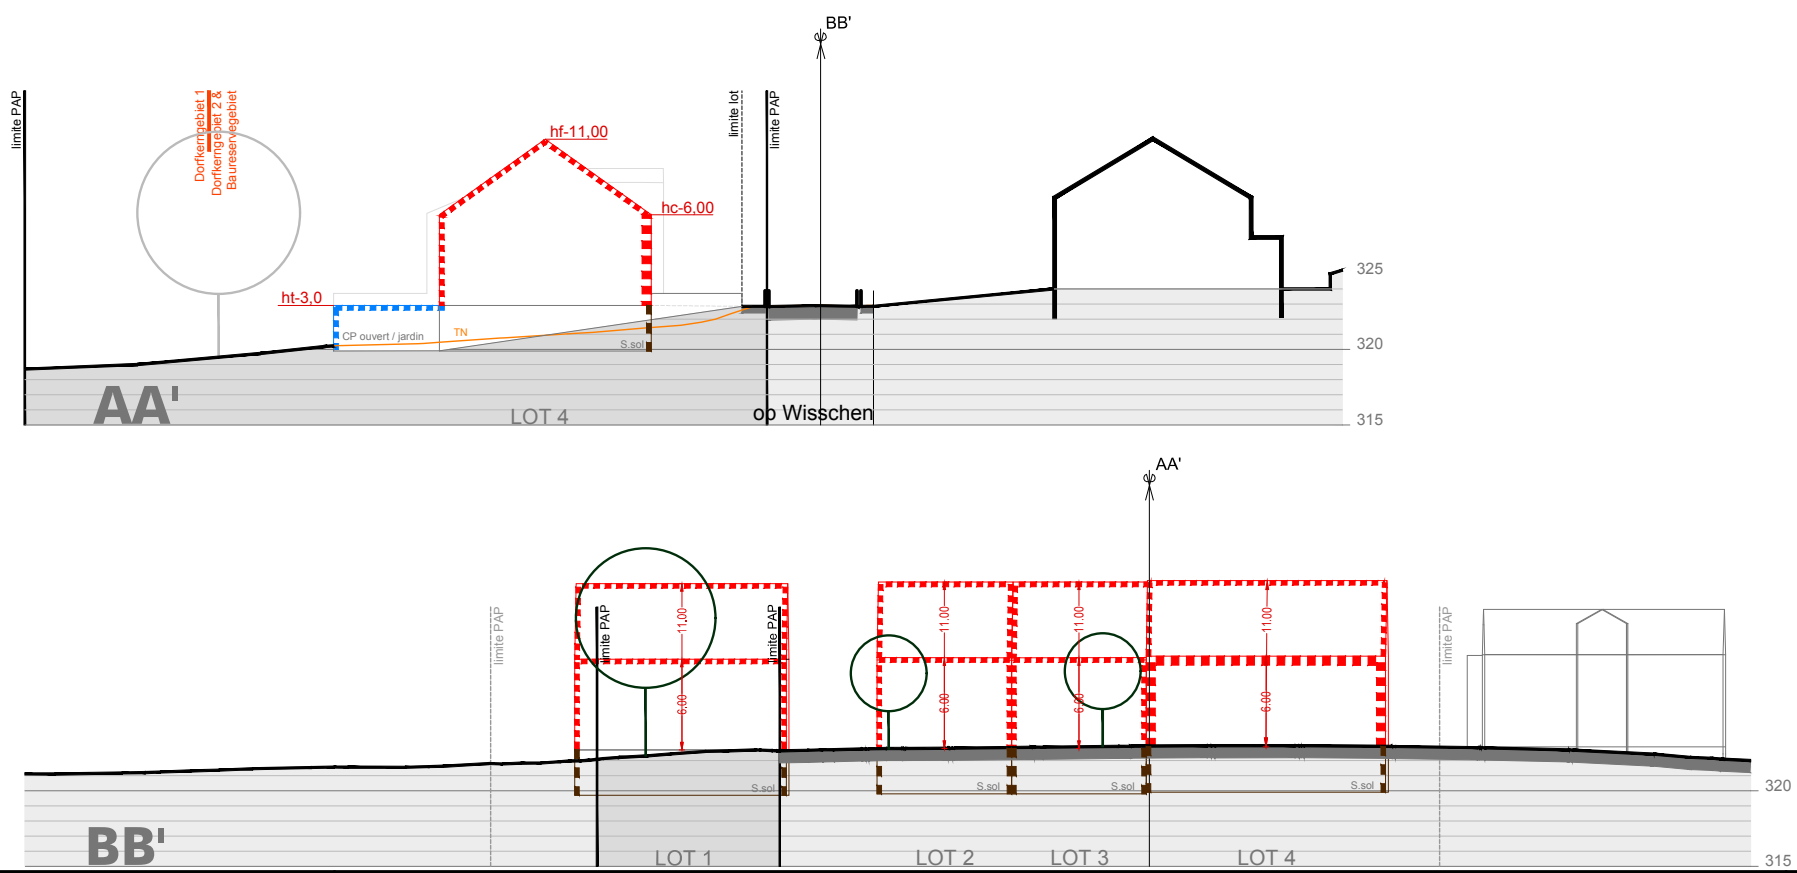 BB'
limite PAP
Dorfkerngebiet 1
Dorfkerngebiet 2 &
Baureservegebiet
limite lot
limite PAP
hf-11,00
hc-6,00
ht-3,0
CP ouvert / jardin
TN
S.sol
325
320
315
AA'
LOT 4
op Wisschen
AA'
limite PAP
limite PAP
limite PAP
limite PAP
11.00
11.00
11.00
11.00
6.00
6.00
6.00
6.00
S.sol
S.sol
S.sol
S.sol
320
315
BB'
LOT 1
LOT 2
LOT 3
LOT 4